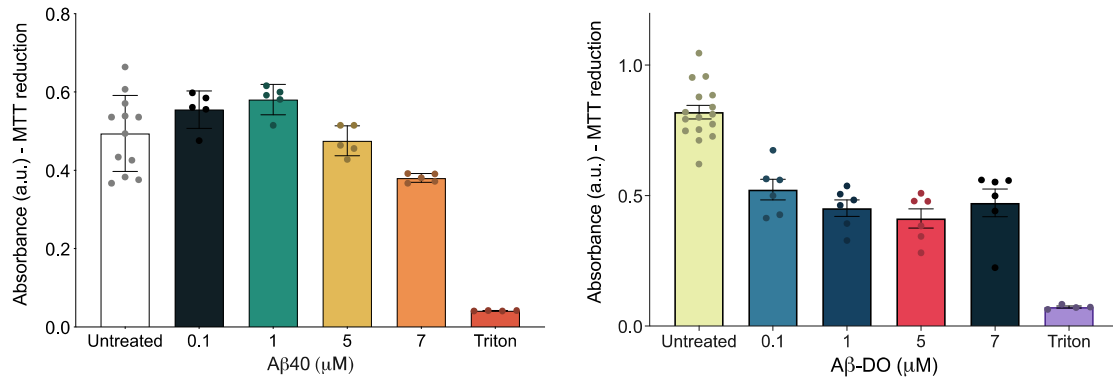 Absorbance (a.u.) - MTT reduction
0.8
0.6
0.4
0.2
0.0
Untreated 0.1 1 5 7 Triton
Aβ40 (μM)
Absorbance (a.u.) - MTT reduction
1.0
0.5
0.0
Untreated 0.1 1 5 7 Triton
Aβ-DO (μM)